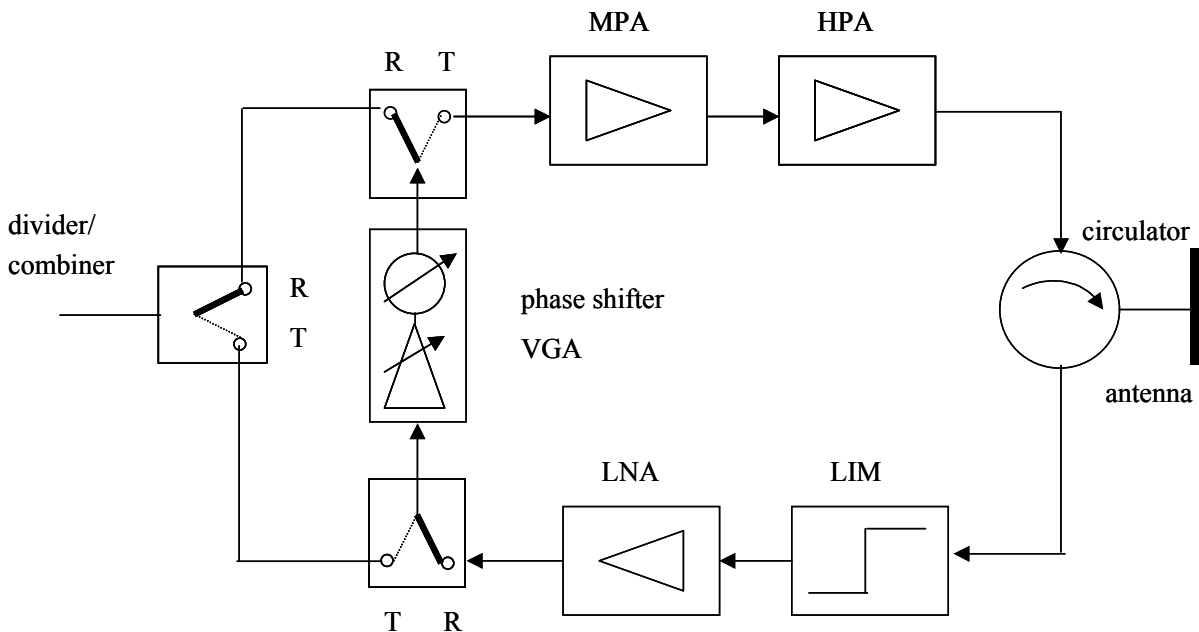 MPA HPA
R T
divider/
combiner
R
T
phase shifter
VGA
circulator
antenna
LNA LIM
T R